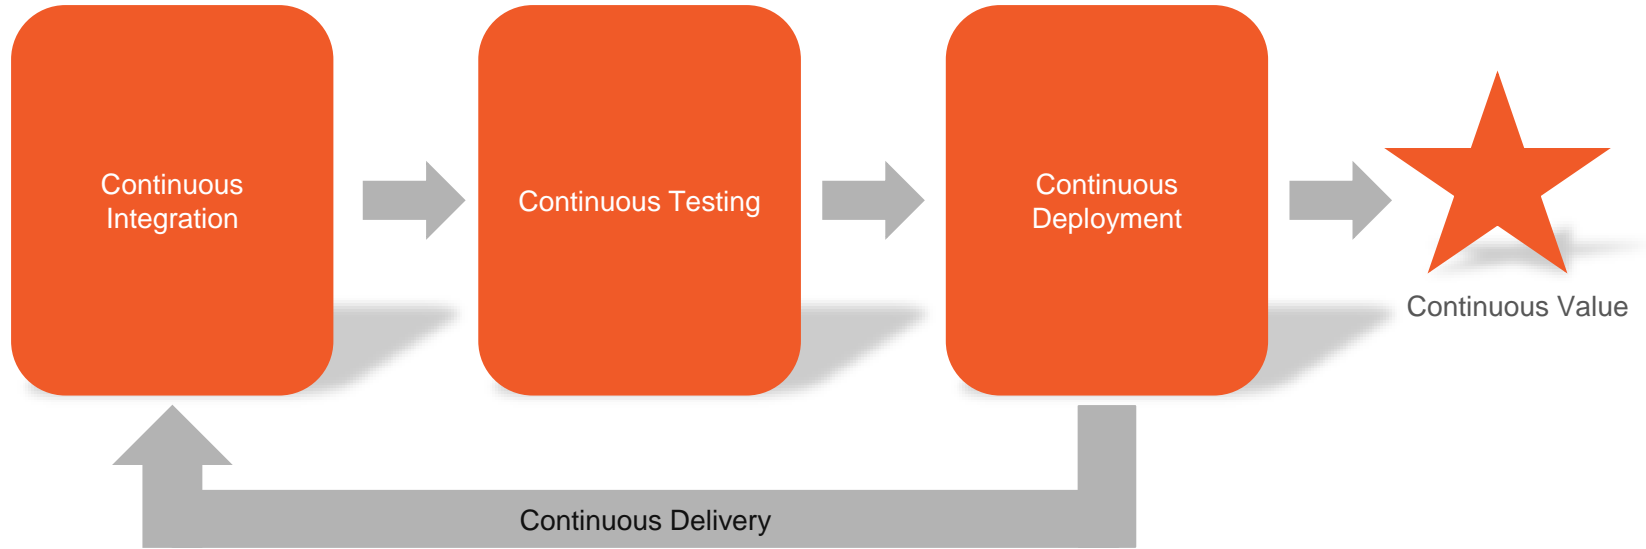 Continuous
Integration
Continuous Testing
Continuous
Deployment
Continuous Value
Continuous Delivery